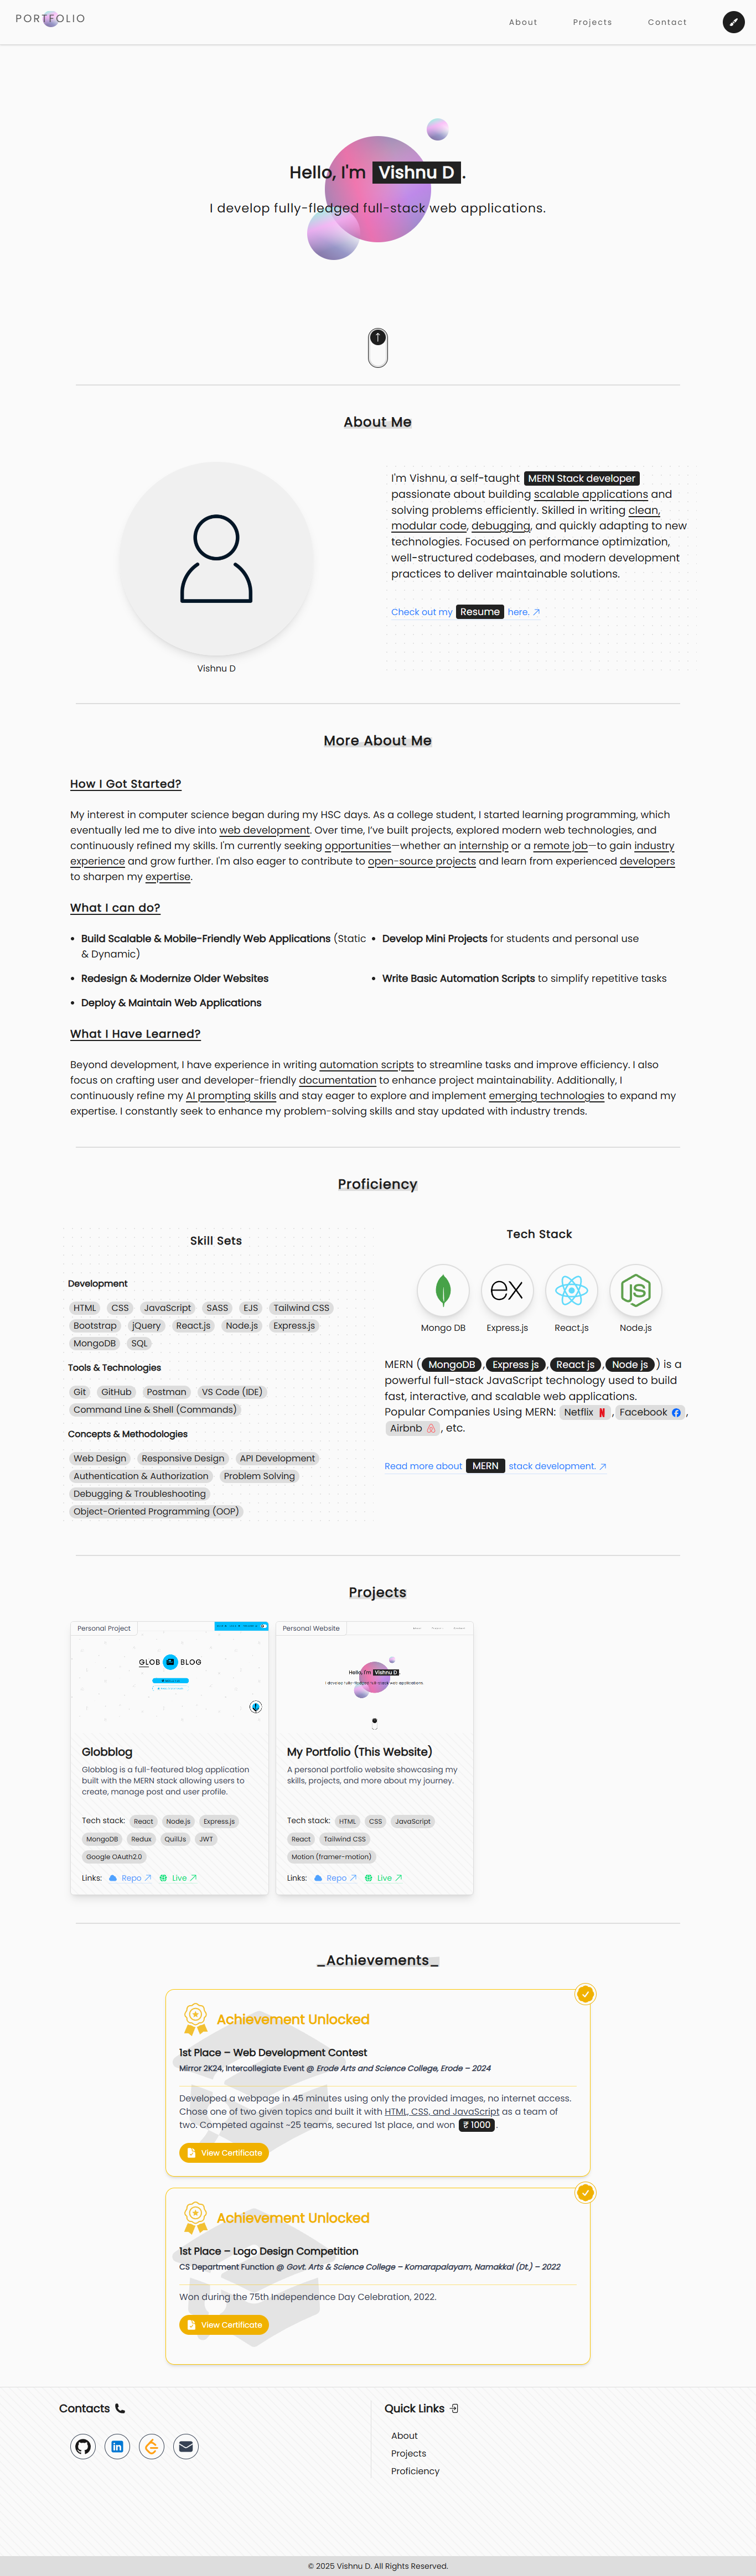 PORTFOLIO
About Projects Contact
Hello, I'm Vishnu D .
I develop fully-fledged full-stack web applications.
About Me
Vishnu D
I'm Vishnu, a self-taught MERN Stack developer
passionate about building scalable applications and
solving problems efficiently. Skilled in writing clean,
modular code, debugging, and quickly adapting to new
technologies. Focused on performance optimization,
well-structured codebases, and modern development
practices to deliver maintainable solutions.
Check out my Resume here.
More About Me
How I Got Started?
My interest in computer science began during my HSC days. As a college student, I started learning programming, which
eventually led me to dive into web development. Over time, I've built projects, explored modern web technologies, and
continuously refined my skills. I'm currently seeking opportunities—whether an internship or a remote job—to gain industry
experience and grow further. I'm also eager to contribute to open-source projects and learn from experienced developers
to sharpen my expertise.
What I can do?
• Build Scalable & Mobile-Friendly Web Applications (Static
& Dynamic)
• Develop Mini Projects for students and personal use
• Redesign & Modernize Older Websites
• Write Basic Automation Scripts to simplify repetitive tasks
• Deploy & Maintain Web Applications
What I Have Learned?
Beyond development, I have experience in writing automation scripts to streamline tasks and improve efficiency. I also
focus on crafting user and developer-friendly documentation to enhance project maintainability. Additionally, I
continuously refine my AI prompting skills and stay eager to explore and implement emerging technologies to expand my
expertise. I constantly seek to enhance my problem-solving skills and stay updated with industry trends.
Proficiency
Skill Sets
Development
HTML CSS JavaScript SASS EJS Tailwind CSS
Bootstrap jQuery React.js Node.js Express.js
MongoDB SQL
Tools & Technologies
Git GitHub Postman VS Code (IDE)
Command Line & Shell (Commands)
Concepts & Methodologies
Web Design Responsive Design API Development
Authentication & Authorization Problem Solving
Debugging & Troubleshooting
Object-Oriented Programming (OOP)
Tech Stack
Mongo DB Express.js React.js Node.js
MERN ( MongoDB , Express js , React js , Node js ) is a
powerful full-stack JavaScript technology used to build
fast, interactive, and scalable web applications.
Popular Companies Using MERN: Netflix , Facebook ,
Airbnb , etc.
Read more about MERN stack development.
Projects
Personal Project
GLOB BLOG
Globblog
Globblog is a full-featured blog application
built with the MERN stack allowing users to
create, manage post and user profile.
Tech stack: React Node.js Express.js
MongoDB Redux QuillJs JWT
Google OAuth2.0
Links: Repo Live
Personal Website
Hello, I'm Vishnu D .
I develop fully-fledged full-stack web applications.
My Portfolio (This Website)
A personal portfolio website showcasing my
skills, projects, and more about my journey.
Tech stack: HTML CSS JavaScript
React Tailwind CSS
Motion (framer-motion)
Links: Repo Live
_Achievements_
Achievement Unlocked
1st Place – Web Development Contest
Mirror 2K24, Intercollegiate Event @ Erode Arts and Science College, Erode – 2024
Developed a webpage in 45 minutes using only the provided images, no internet access.
Chose one of two given topics and built it with HTML, CSS, and JavaScript as a team of
two. Competed against ~25 teams, secured 1st place, and won ₹ 1000 .
View Certificate
Achievement Unlocked
1st Place – Logo Design Competition
CS Department Function @ Govt. Arts & Science College – Komarapalayam, Namakkal (Dt.) – 2022
Won during the 75th Independence Day Celebration, 2022.
View Certificate
Contacts
Quick Links
About
Projects
Proficiency
© 2025 Vishnu D. All Rights Reserved.